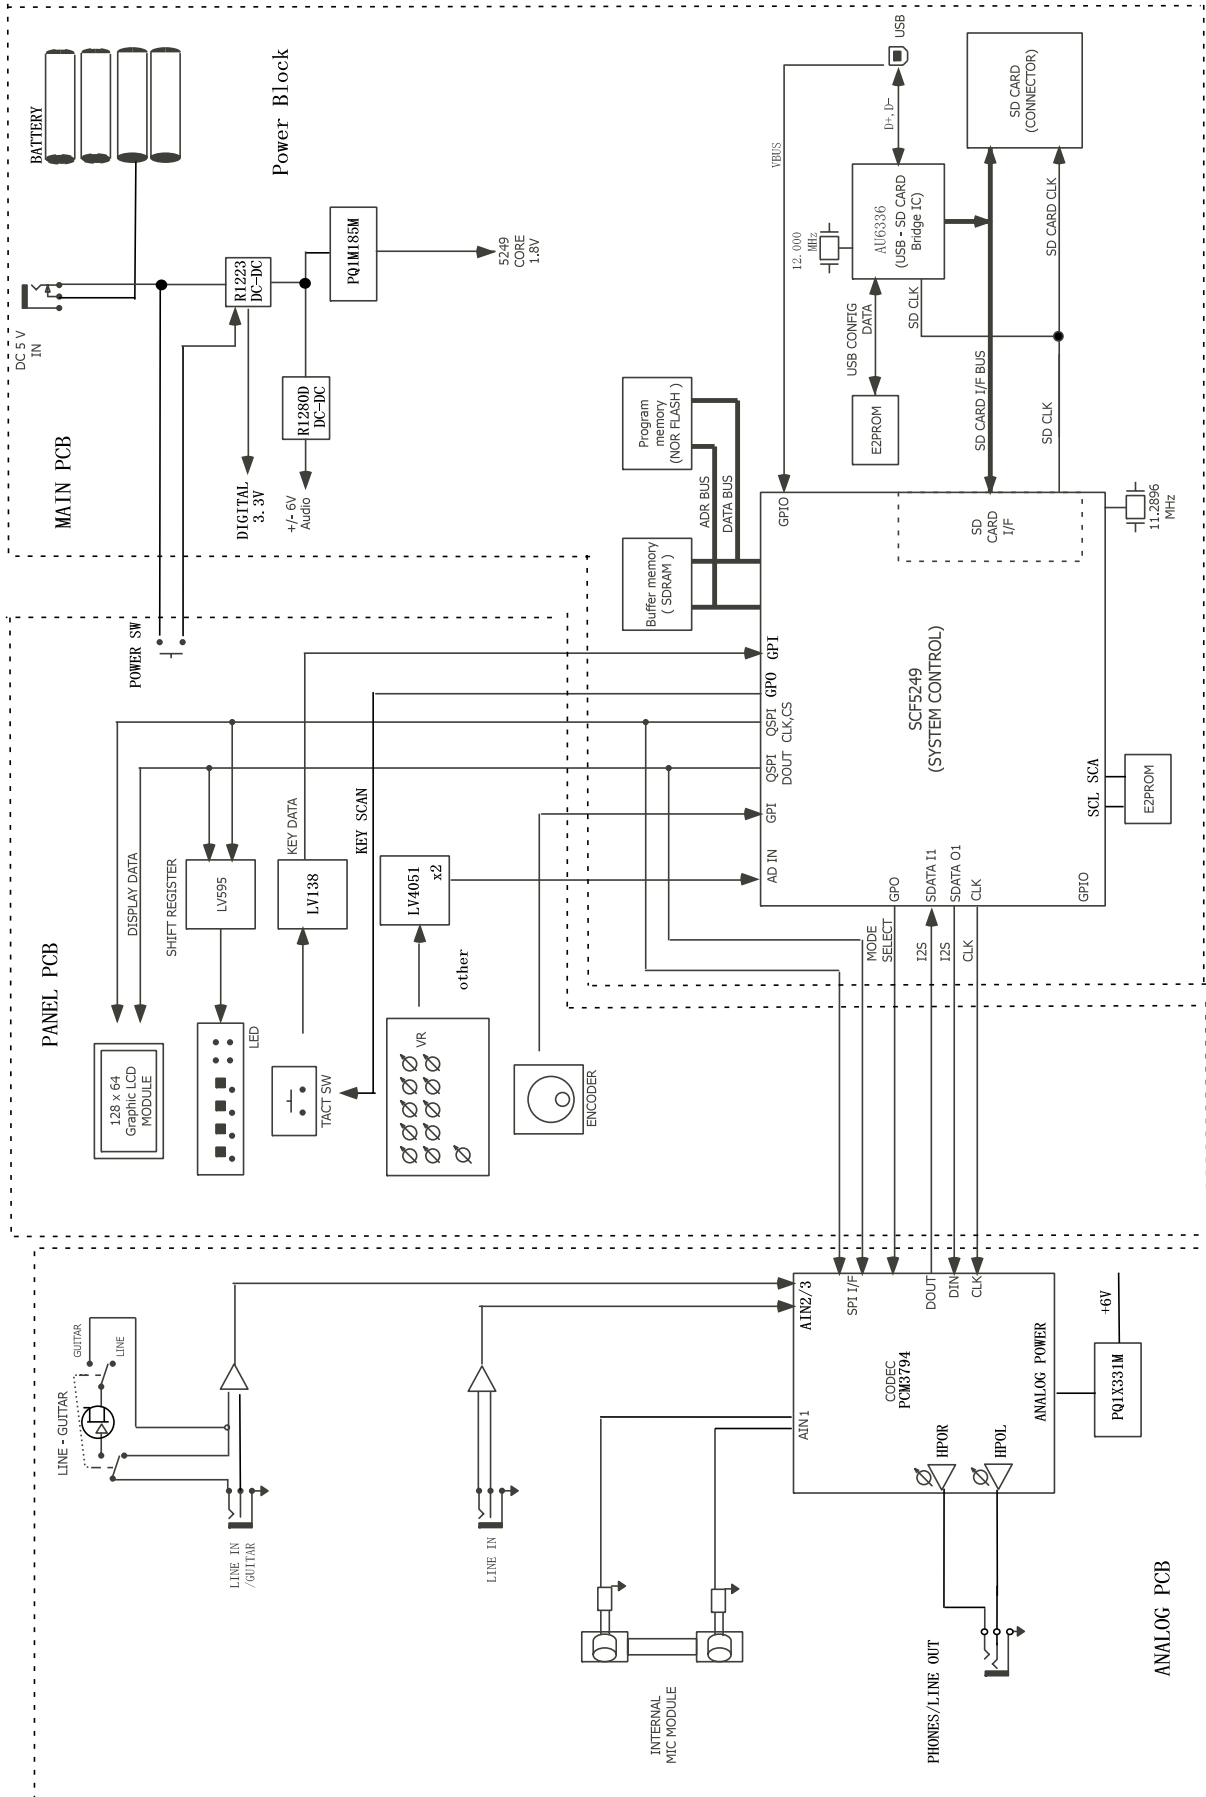 MAIN PCB
DC 5 V
IN
BATTERY
Power Block
R1223
DC-DC
PQ1M185M
5249
CORE
1.8V
R1280D
DC-DC
DIGITAL
3.3V
+/- 6V
Audio
USB
D+,D-
VBUS
SD CARD
(CONNECTOR)
12.000
MHz
AU6336
(USB - SD CARD
Bridge IC)
USB CONFIG
DATA
SD CLK
SD CARD CLK
E2PROM
SD CARD I/F BUS
SD CLK
Program
memory
(NOR FLASH )
ADR BUS
DATA BUS
Buffer memory
( SDRAM )
GPIO
SD
CARD
I/F
11.2896
MHz
SCF5249
(SYSTEM CONTROL)
GPI
GPO
QSPI
CLK,CS
QSPI
DOUT
GPI
AD IN
GPO
SDATA I1
SDATA O1
CLK
GPIO
SCL SCA
E2PROM
MODE
SELECT
I2S
I2S
CLK
PANEL PCB
POWER SW
DISPLAY DATA
SHIFT REGISTER
LV595
KEY DATA
LV138
KEY SCAN
LV4051
x2
other
128 x 64
Graphic LCD
MODULE
LED
TACT SW
VR
ENCODER
ANALOG PCB
LINE - GUITAR
GUITAR
LINE
LINE IN
/GUITAR
LINE IN
INTERNAL
MIC MODULE
PHONES/LINE OUT
AIN2/3
SPI I/F
DOUT
DIN
CLK
CODEC
PCM3794
AIN1
HPOR
HPOL
ANALOG POWER
+6V
PQ1X331M